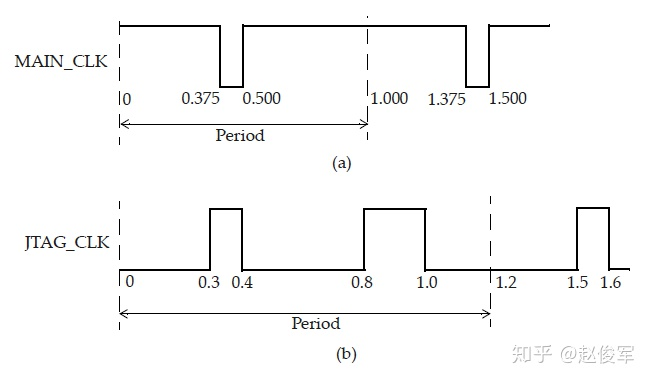 MAIN_CLK
0 0.375 0.500 1.000 1.375 1.500
Period
(a)
JTAG_CLK
0 0.3 0.4 0.8 1.0 1.2 1.5 1.6
Period
(b)
知乎 @赵俊军